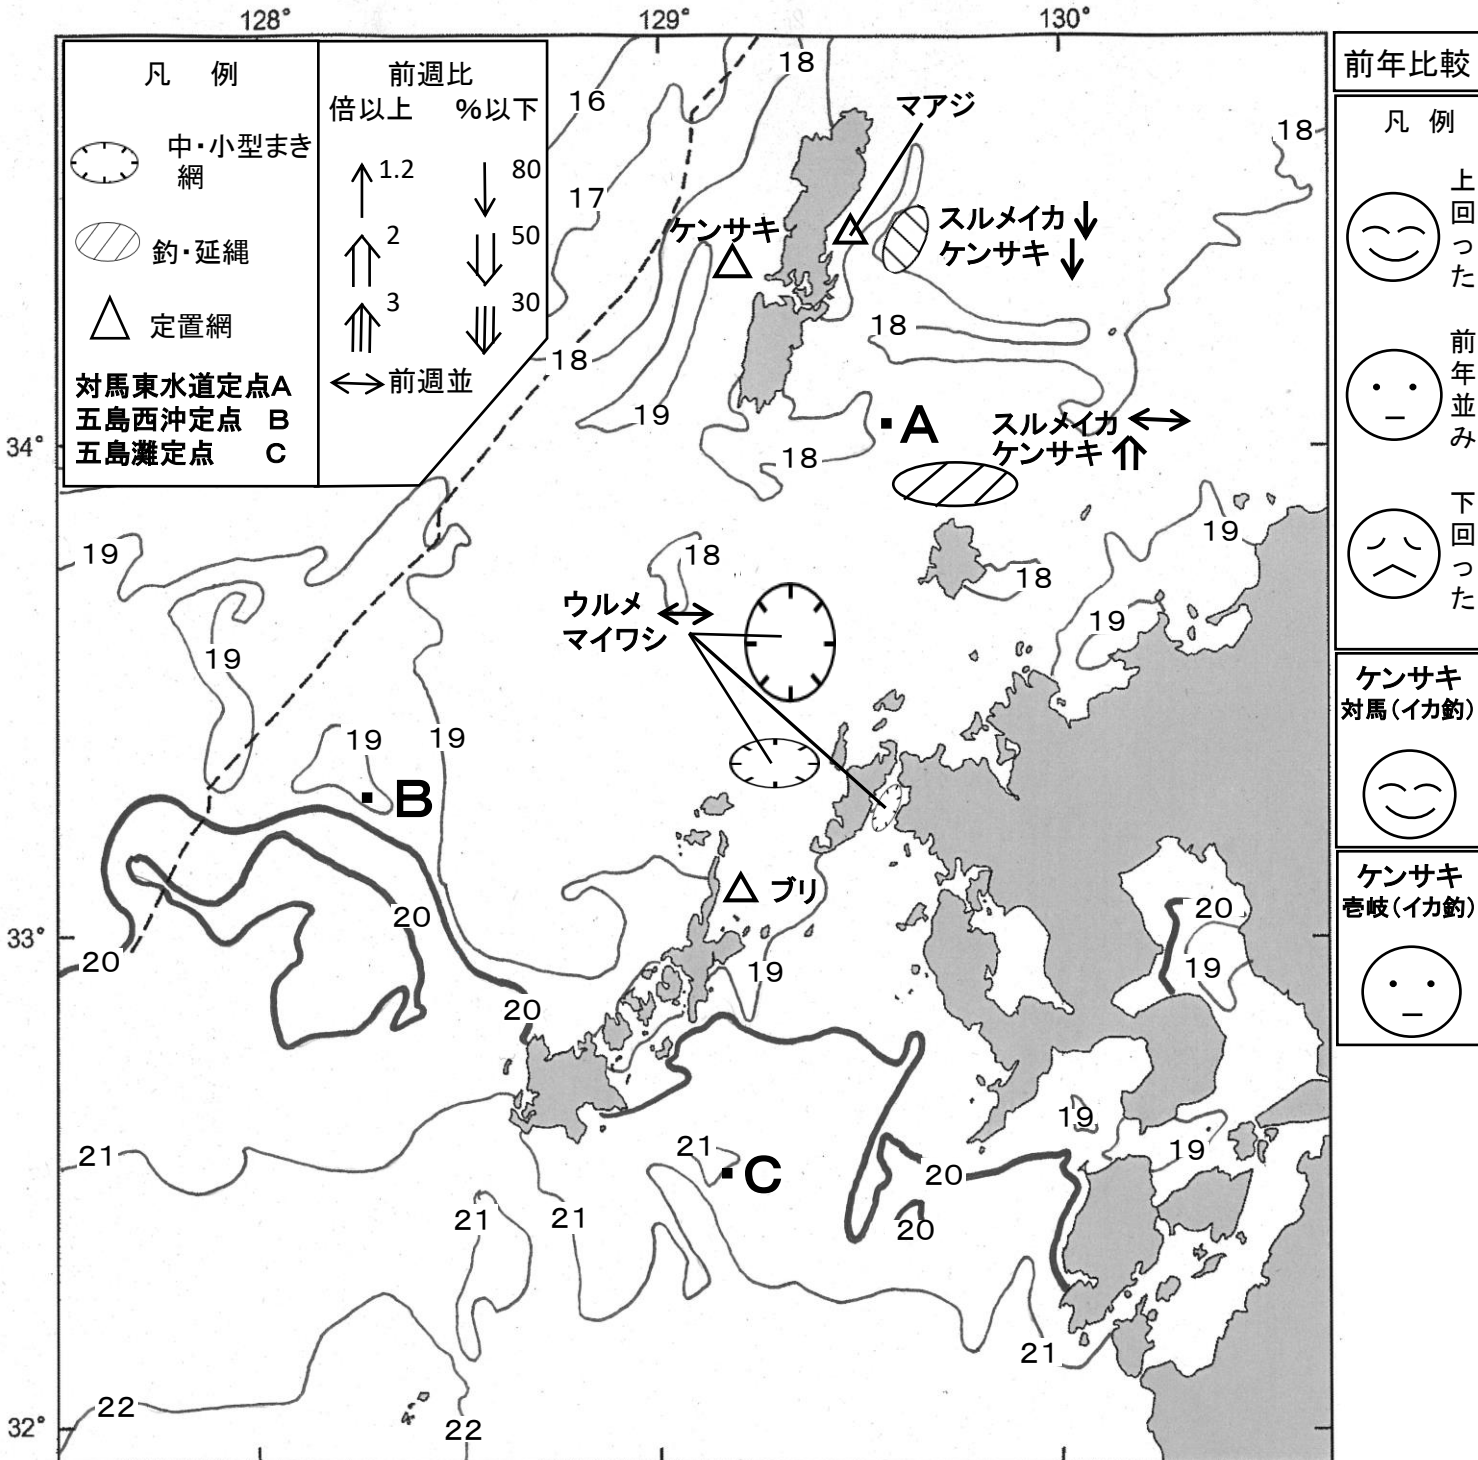 128°
129°
130°
凡 例
中・小型まき
網
釣・延縄
定置網
対馬東水道定点A
五島西沖定点 B
五島灘定点 C
前週比
倍以上 %以下
1.2 80
2 50
3 30
前週並
前年比較
凡 例
上回った
前年並み
下回った
ケンサキ
対馬(イカ釣)
ケンサキ
壱岐(イカ釣)
18
16
マアジ
18
17
ケンサキ
スルメイカ
ケンサキ
18
18
19
A
スルメイカ
ケンサキ
34°
18
19
19
18
18
ウルメ
マイワシ
19
19
19
19
B
ブリ
20
20
33°
20
19
19
20
19
19
21
21
C
20
21
21
20
21
22
32°
22